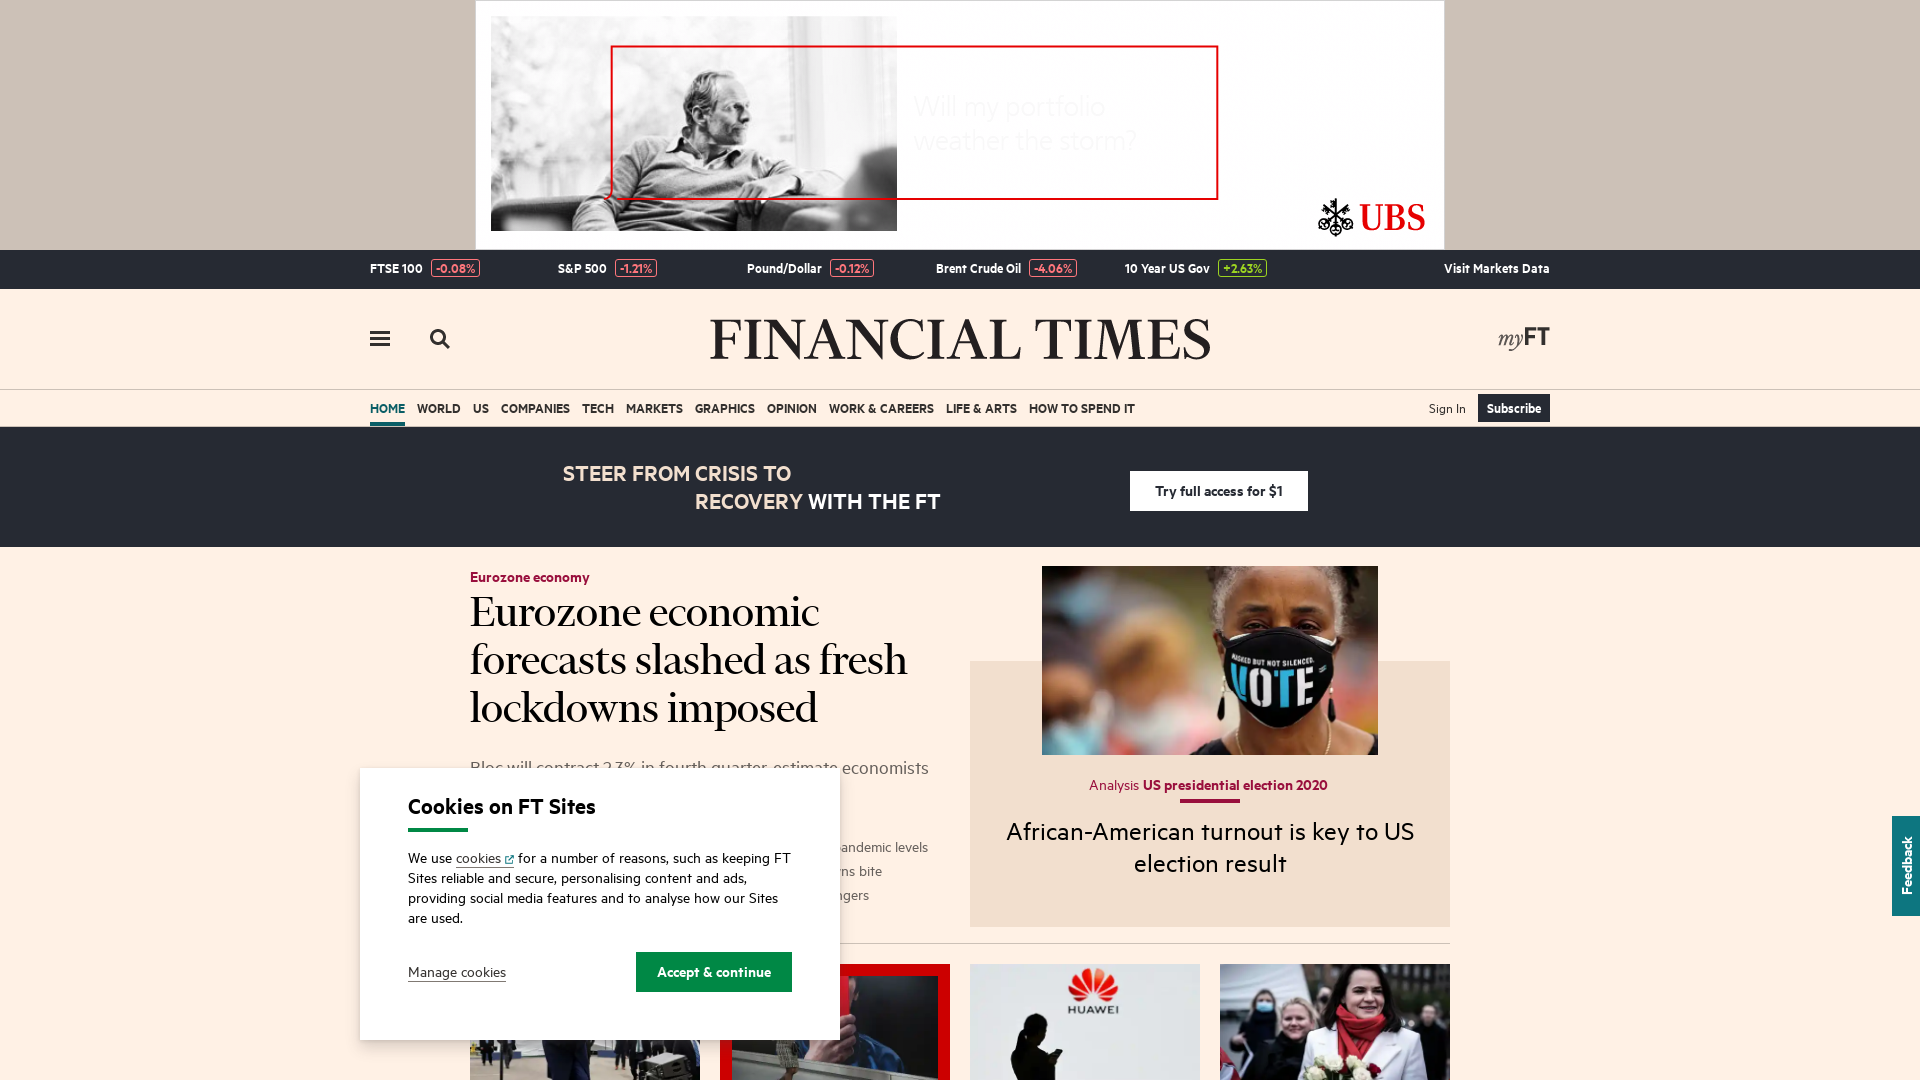 Will my portfolio
weather the storm?
UBS
FTSE 100 -0.08%
S&P 500 -1.21%
Pound/Dollar -0.12%
Brent Crude Oil -4.06%
10 Year US Gov +2.63%
Visit Markets Data
FINANCIAL TIMES
myFT
HOME WORLD US COMPANIES TECH MARKETS GRAPHICS OPINION WORK & CAREERS LIFE & ARTS HOW TO SPEND IT
Sign In Subscribe
STEER FROM CRISIS TO
RECOVERY WITH THE FT
Try full access for $1
Eurozone economy
Eurozone economic
forecasts slashed as fresh
lockdowns imposed
Bloc will contract 2.3% in fourth quarter, estimate economists
andemic levels
ns bite
ngers
MASKED BUT NOT SILENCED.
VOTE
Analysis US presidential election 2020
African-American turnout is key to US
election result
Cookies on FT Sites
We use cookies for a number of reasons, such as keeping FT
Sites reliable and secure, personalising content and ads,
providing social media features and to analyse how our Sites
are used.
Manage cookies
Accept & continue
HUAWEI
Feedback